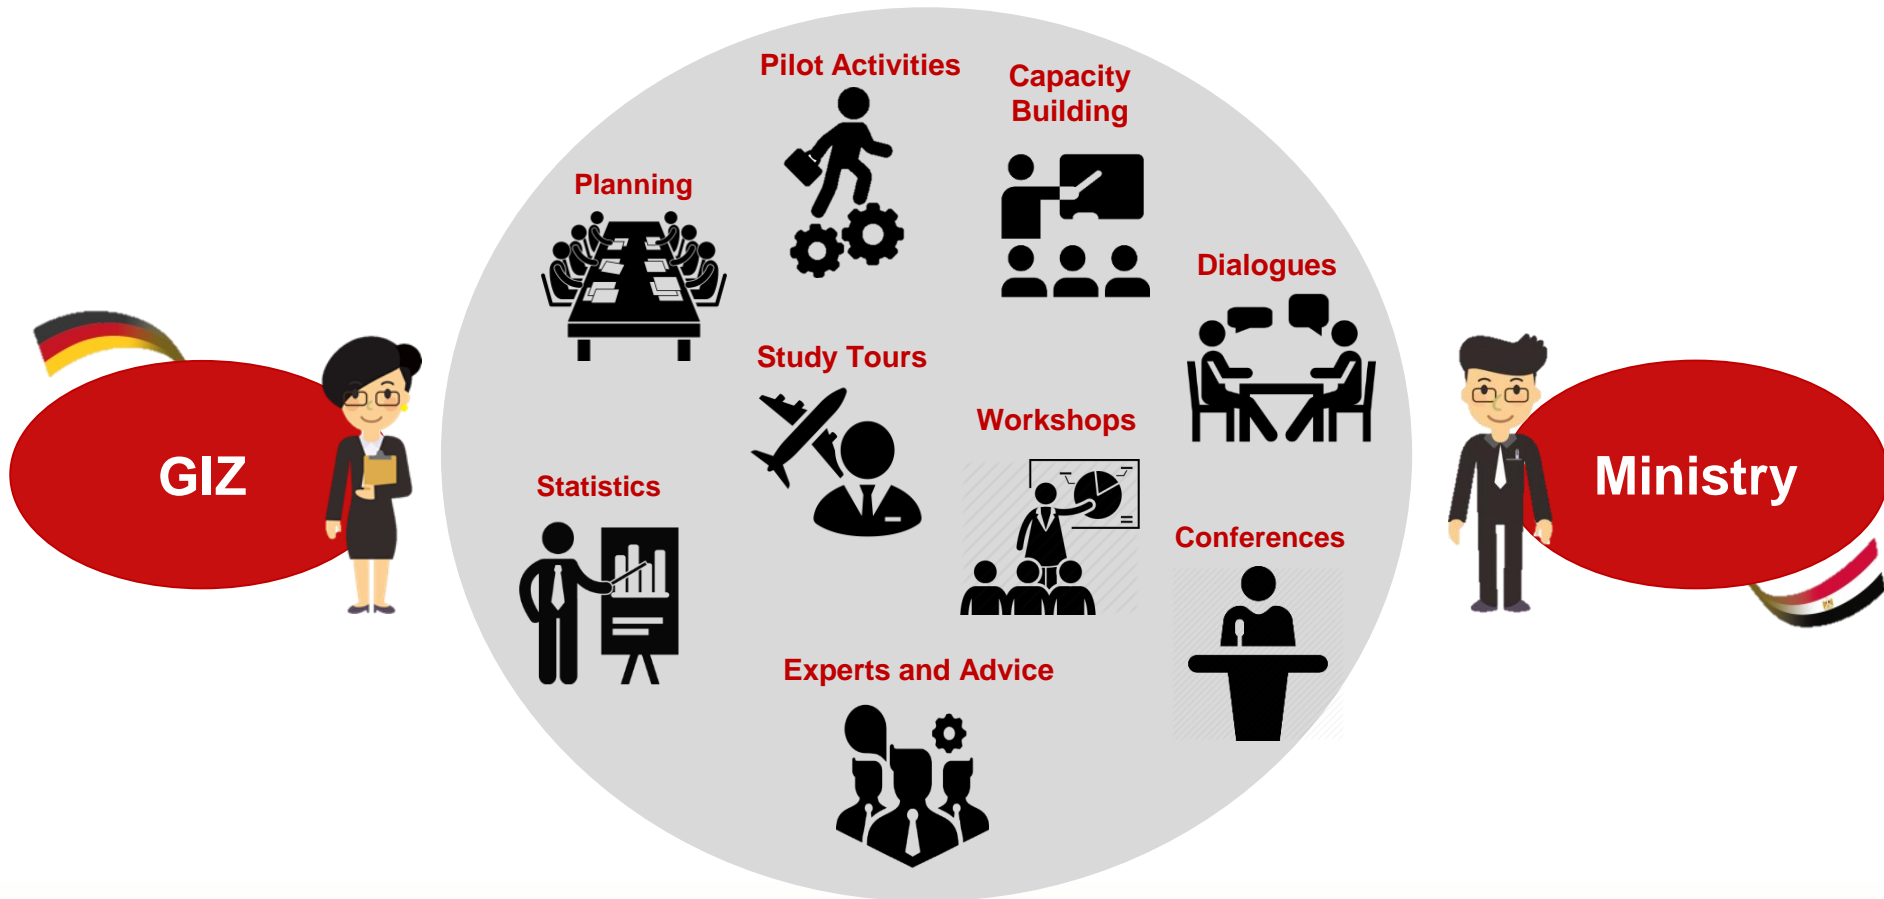 Pilot Activities
Capacity
Building
Planning
Dialogues
Study Tours
Workshops
GIZ
Ministry
Statistics
Conferences
Experts and Advice